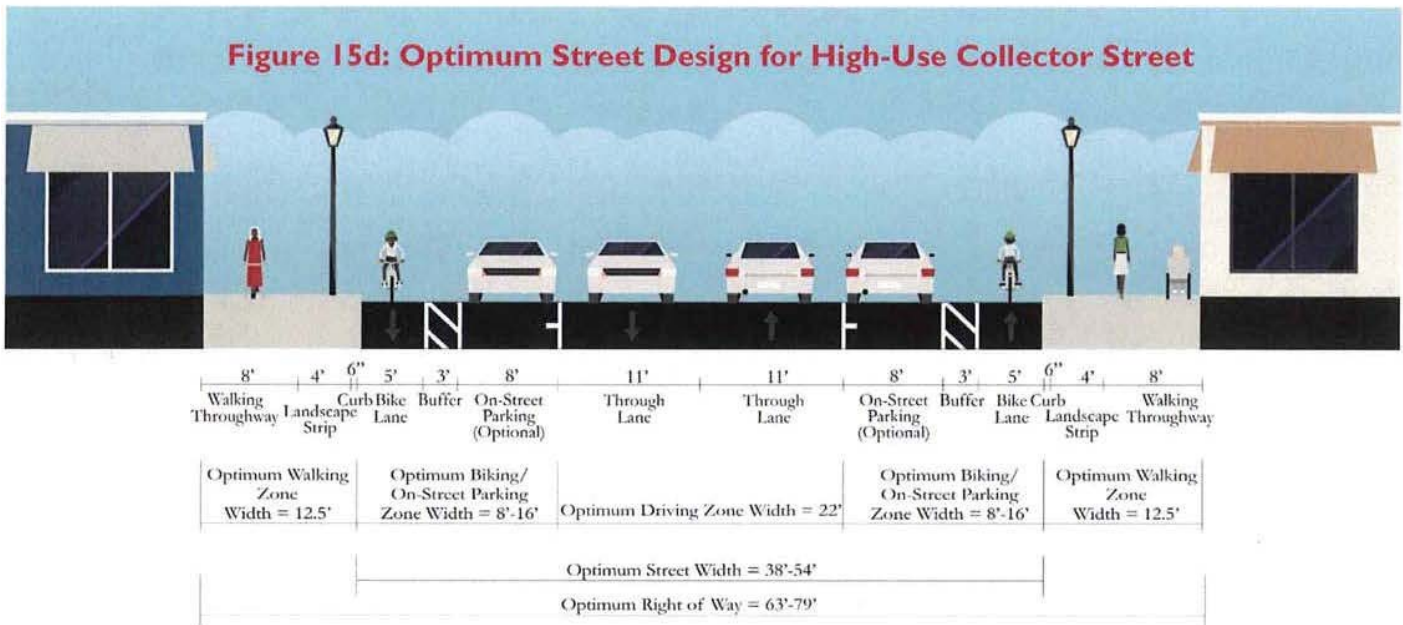 Figure 15d: Optimum Street Design for High-Use Collector Street
8' 4' 6” 5' 3' 8' 11' 11' 8' 3' 5' 6” 4' 8'
Walking
Throughway
Landscape
Strip
Curb
Bike
Lane
Buffer
On-Street
Parking
(Optional)
Through
Lane
Through
Lane
On-Street
Parking
(Optional)
Buffer
Bike
Lane
Curb
Landscape
Strip
Walking
Throughway
Optimum Walking
Zone
Width = 12.5'
Optimum Biking/
On-Street Parking
Zone Width = 8'-16'
Optimum Driving Zone Width = 22'
Optimum Biking/
On-Street Parking
Zone Width = 8'-16'
Optimum Walking
Zone
Width = 12.5'
Optimum Street Width = 38'-54'
Optimum Right of Way = 63'-79'